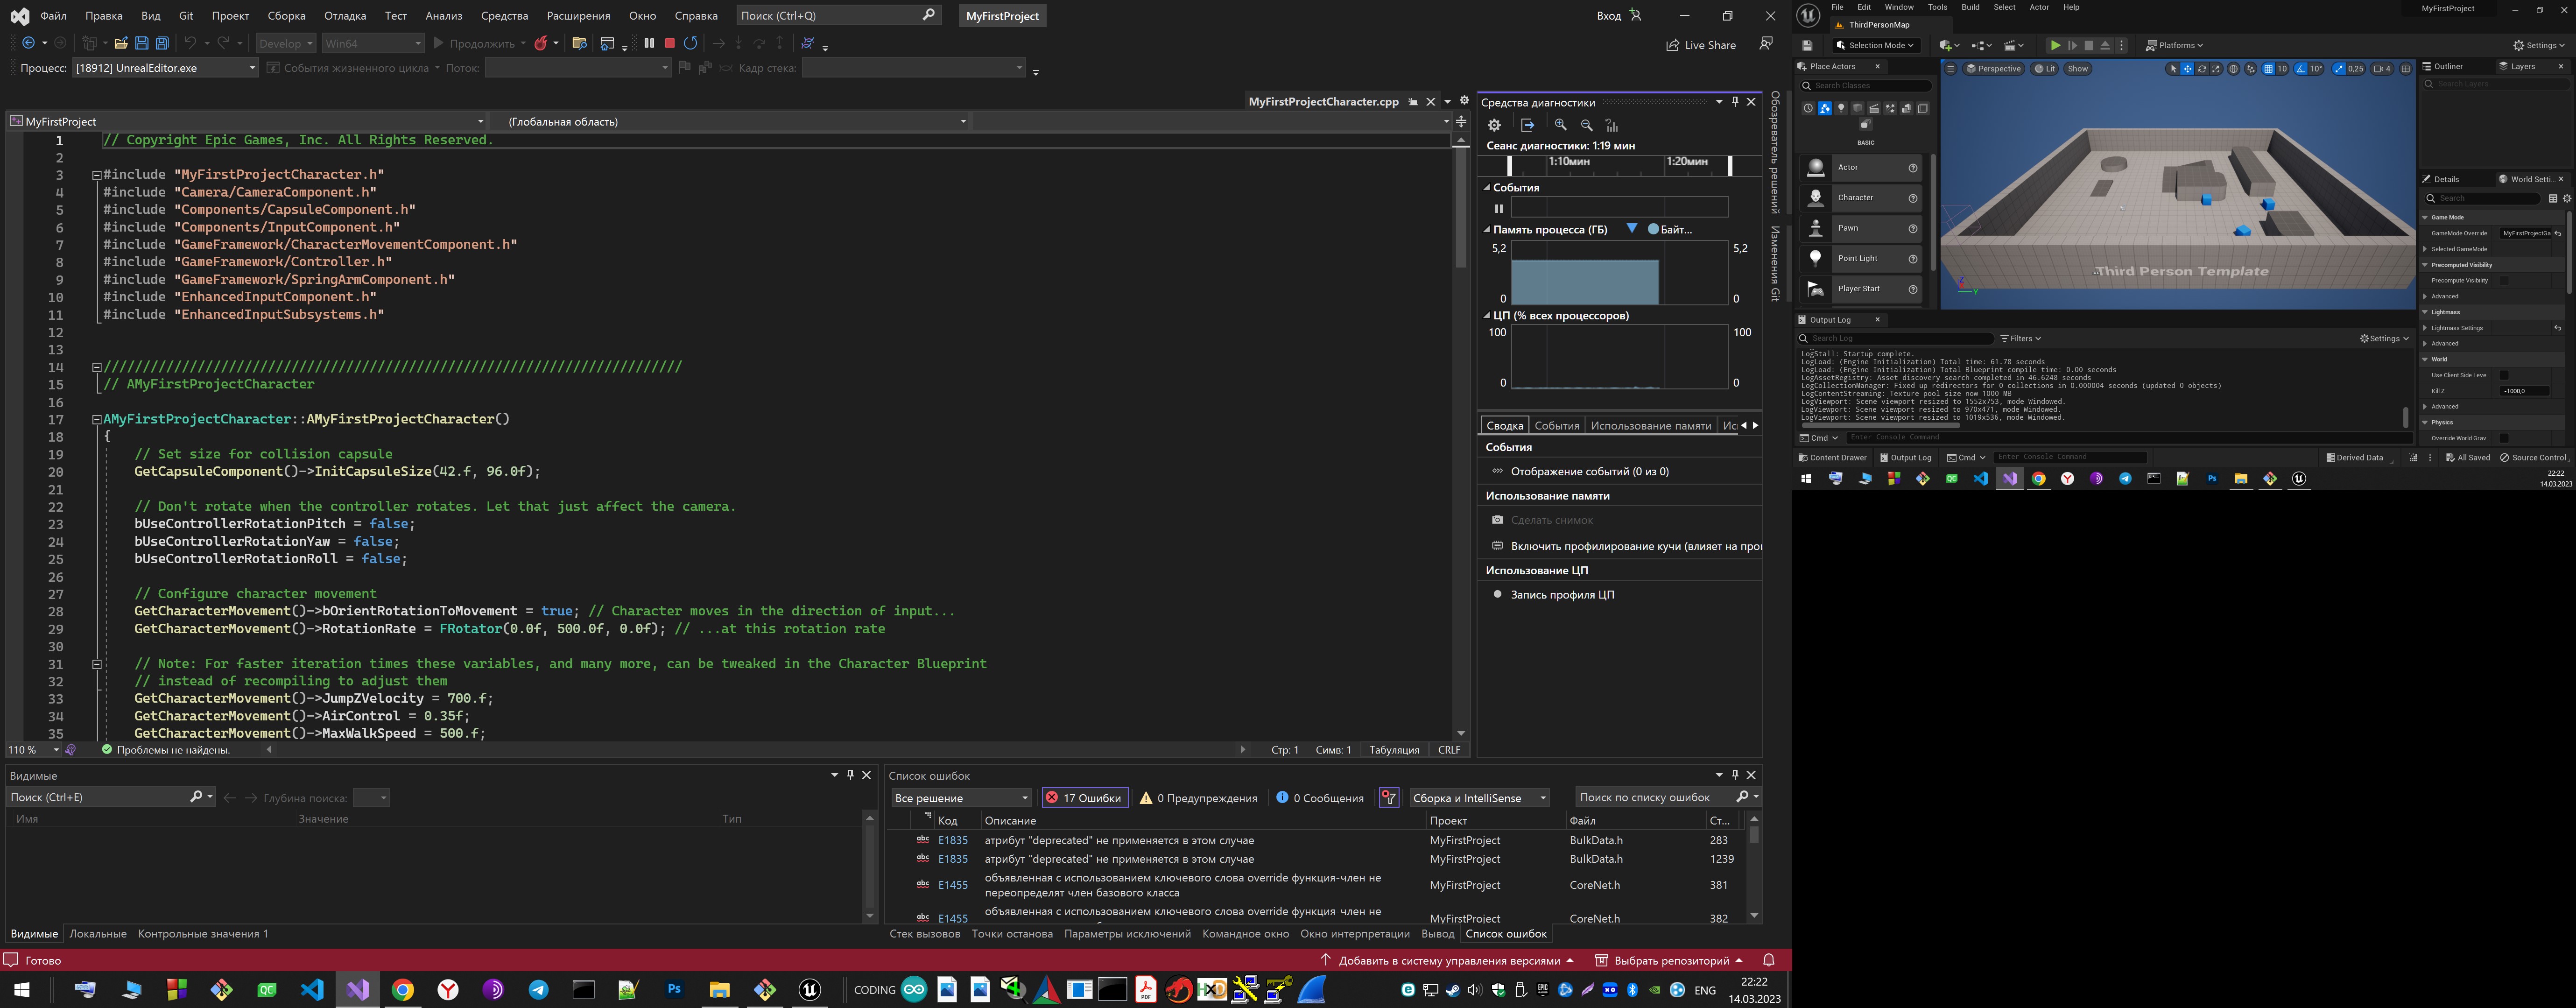 Файл Правка Вид Git Проект Сборка Отладка Тест Анализ Средства Расширения Окно Справка Поиск (Ctrl+Q) MyFirstProject Вход
Develop Win64 Продолжить Live Share
Процесс: [18912] UnrealEditor.exe События жизненного цикла Поток: Кадр стека:
MyFirstProjectCharacter.cpp
MyFirstProject (Глобальная область)
1 // Copyright Epic Games, Inc. All Rights Reserved.
2
3 #include "MyFirstProjectCharacter.h"
4 #include "Camera/CameraComponent.h"
5 #include "Components/CapsuleComponent.h"
6 #include "Components/InputComponent.h"
7 #include "GameFramework/CharacterMovementComponent.h"
8 #include "GameFramework/Controller.h"
9 #include "GameFramework/SpringArmComponent.h"
10 #include "EnhancedInputComponent.h"
11 #include "EnhancedInputSubsystems.h"
12
13
14 //////////////////////////////////////////////////////////////////////////
15 // AMyFirstProjectCharacter
16
17 AMyFirstProjectCharacter::AMyFirstProjectCharacter()
18 {
19 // Set size for collision capsule
20 GetCapsuleComponent()->InitCapsuleSize(42.f, 96.0f);
21
22 // Don't rotate when the controller rotates. Let that just affect the camera.
23 bUseControllerRotationPitch = false;
24 bUseControllerRotationYaw = false;
25 bUseControllerRotationRoll = false;
26
27 // Configure character movement
28 GetCharacterMovement()->bOrientRotationToMovement = true; // Character moves in the direction of input...
29 GetCharacterMovement()->RotationRate = FRotator(0.0f, 500.0f, 0.0f); // ...at this rotation rate
30
31 // Note: For faster iteration times these variables, and many more, can be tweaked in the Character Blueprint
32 // instead of recompiling to adjust them
33 GetCharacterMovement()->JumpZVelocity = 700.f;
34 GetCharacterMovement()->AirControl = 0.35f;
35 GetCharacterMovement()->MaxWalkSpeed = 500.f;
110 % Проблемы не найдены. Стр: 1 Симв: 1 Табуляция CRLF
Средства диагностики
Сеанс диагностики: 1:19 мин
1:10мин 1:20мин
События
Память процесса (ГБ) Байт...
5,2 5,2
0 0
ЦП (% всех процессоров)
100 100
0 0
Сводка События Использование памяти Ис
События
Отображение событий (0 из 0)
Использование памяти
Сделать снимок
Включить профилирование кучи (влияет на прои
Использование ЦП
Запись профиля ЦП
Обозреватель решений
Изменения Git
Видимые
Поиск (Ctrl+E) Глубина поиска:
Имя Значение Тип
Видимые Локальные Контрольные значения 1
Список ошибок
Все решение 17 Ошибки 0 Предупреждения 0 Сообщения Сборка и IntelliSense Поиск по списку ошибок
Код Описание Проект Файл Ст...
abc E1835 атрибут "deprecated" не применяется в этом случае MyFirstProject BulkData.h 283
abc E1835 атрибут "deprecated" не применяется в этом случае MyFirstProject BulkData.h 1239
abc E1455 объявленная с использованием ключевого слова override функция-член не переопределят член базового класса MyFirstProject CoreNet.h 381
abc E1455 объявленная с использованием ключевого слова override функция-член не MyFirstProject CoreNet.h 382
Стек вызовов Точки останова Параметры исключений Командное окно Окно интерпретации Вывод Список ошибок
Готово Добавить в систему управления версиями Выбрать репозиторий
QC Ps CODING PDF HXD EPIC ENG 22:22
14.03.2023
File Edit Window Tools Build Select Actor Help MyFirstProject
ThirdPersonMap
Selection Mode Platforms Settings
Place Actors
Search Classes
BASIC
Actor
Character
Pawn
Point Light
Player Start
Perspective Lit Show 10 10° 0,25 4
Third Person Template
Outliner Layers
Search Layers
Details World Setti...
Search
Game Mode
GameMode Override MyFirstProjectGa
Selected GameMode
Precomputed Visibility
Precompute Visibility
Advanced
Lightmass
Lightmass Settings
Advanced
World
Use Client Side Leve...
Kill Z -1000,0
Advanced
Physics
Override World Grav...
Output Log
Search Log Filters Settings
LogStall: Startup complete.
LogLoad: (Engine Initialization) Total time: 61.78 seconds
LogLoad: (Engine Initialization) Total Blueprint compile time: 0.00 seconds
LogAssetRegistry: Asset discovery search completed in 46.6248 seconds
LogCollectionManager: Fixed up redirectors for 0 collections in 0.000004 seconds (updated 0 objects)
LogContentStreaming: Texture pool size now 1000 MB
LogViewport: Scene viewport resized to 1552x753, mode Windowed.
LogViewport: Scene viewport resized to 970x471, mode Windowed.
LogViewport: Scene viewport resized to 1019x536, mode Windowed.
Cmd Enter Console Command
Content Drawer Output Log Cmd Enter Console Command Derived Data All Saved Source Control
QC Ps 22:22
14.03.2023